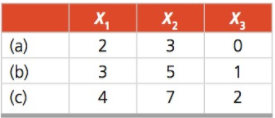 X₁ X₂ X₃
(a) 2 3 0
(b) 3 5 1
(c) 4 7 2